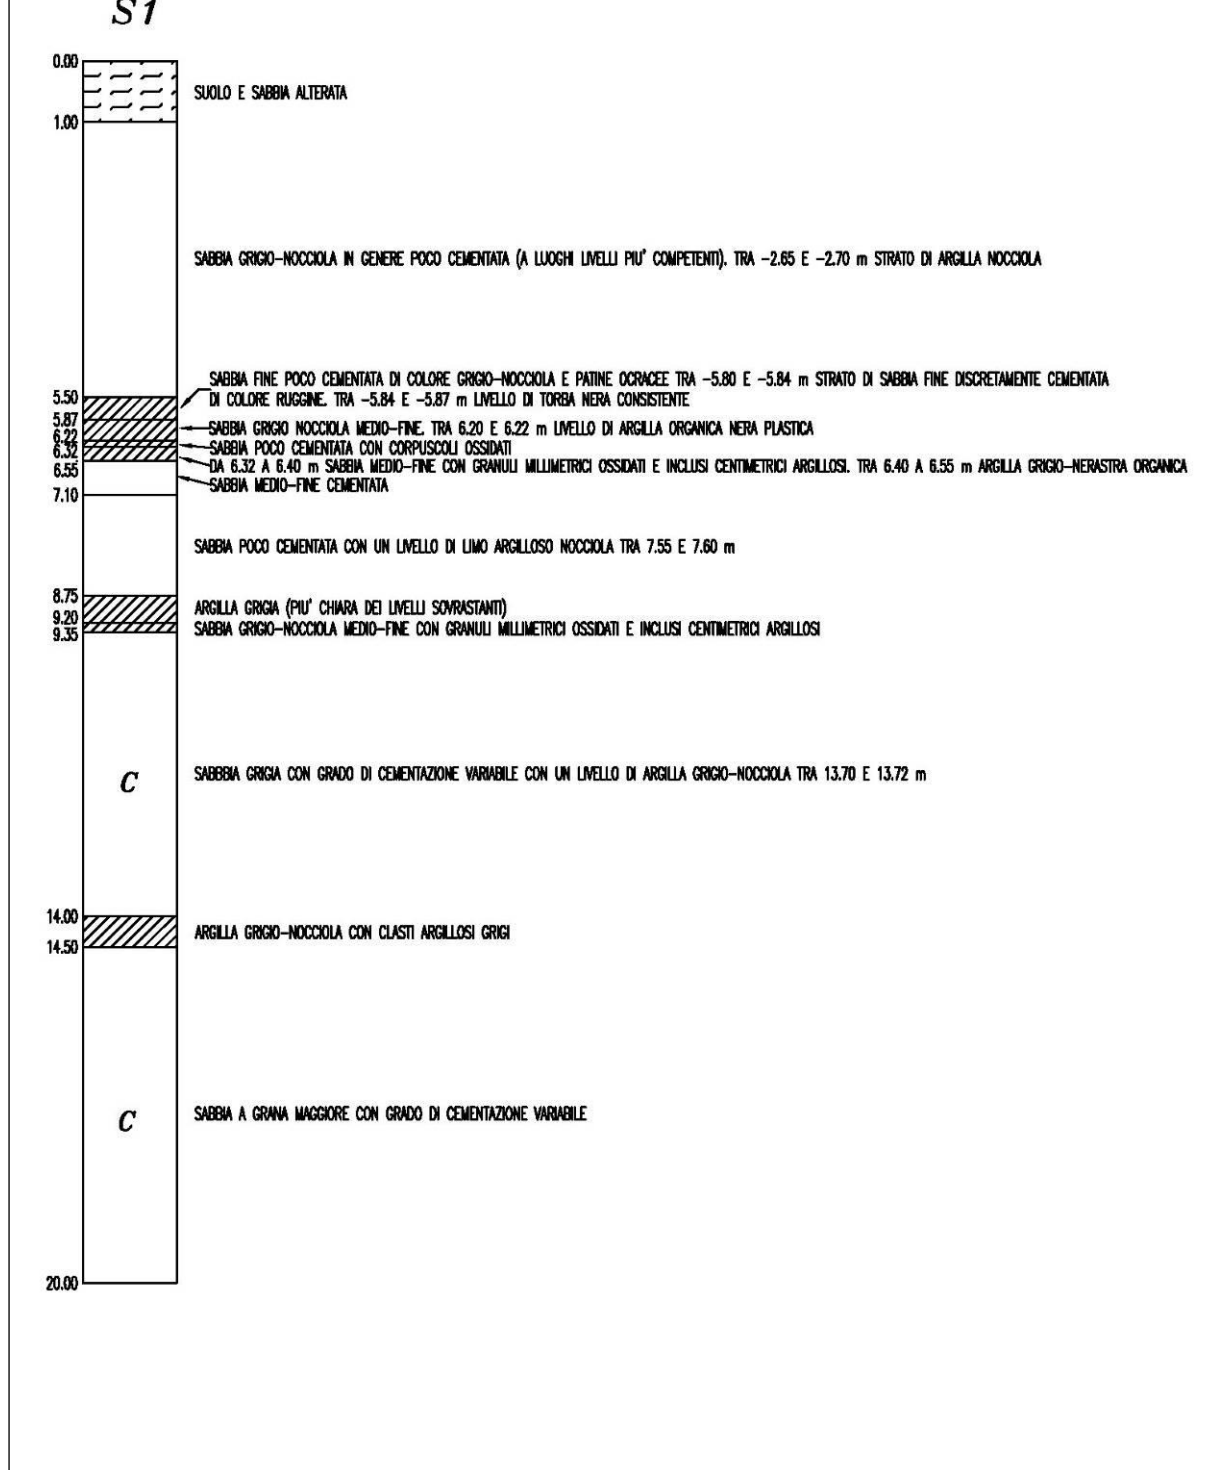 S1
0.00
SUOLO E SABBIA ALTERATA
1.00
SABBIA GRIGIO-NOCCIOLA IN GENERE POCO CEMENTATA (A LUOGHI LIVELLI PIU' COMPETENTI). TRA -2.65 E -2.70 m STRATO DI ARGILLA NOCCIOLA
SABBIA FINE POCO CEMENTATA DI COLORE GRIGIO-NOCCIOLA E PATINE OCRACEE TRA -5.80 E -5.84 m STRATO DI SABBIA FINE DISCRETAMENTE CEMENTATA
5.50
DI COLORE RUGGINE. TRA -5.84 E -5.87 m LIVELLO DI TORBA NERA CONSISTENTE
5.87
SABBIA GRIGIO NOCCIOLA MEDIO-FINE. TRA 6.20 E 6.22 m LIVELLO DI ARGILLA ORGANICA NERA PLASTICA
6.22
SABBIA POCO CEMENTATA CON CORPUSCOLI OSSIDATI
6.32
DA 6.32 A 6.40 m SABBIA MEDIO-FINE CON GRANULI MILLIMETRICI OSSIDATI E INCLUSI CENTIMETRICI ARGILLOSI. TRA 6.40 A 6.55 m ARGILLA GRIGIO-NERASTRA ORGANICA
6.55
SABBIA MEDIO-FINE CEMENTATA
7.10
SABBIA POCO CEMENTATA CON UN LIVELLO DI LIMO ARGILLOSO NOCCIOLA TRA 7.55 E 7.60 m
8.75
ARGILLA GRIGIA (PIU' CHIARA DEI LIVELLI SOVRASTANTI)
9.20
SABBIA GRIGIO-NOCCIOLA MEDIO-FINE CON GRANULI MILLIMETRICI OSSIDATI E INCLUSI CENTIMETRICI ARGILLOSI
9.35
C
SABBBIA GRIGIA CON GRADO DI CEMENTAZIONE VARIABILE CON UN LIVELLO DI ARGILLA GRIGIO-NOCCIOLA TRA 13.70 E 13.72 m
14.00
ARGILLA GRIGIO-NOCCIOLA CON CLASTI ARGILLOSI GRIGI
14.50
C
SABBIA A GRANA MAGGIORE CON GRADO DI CEMENTAZIONE VARIABILE
20.00